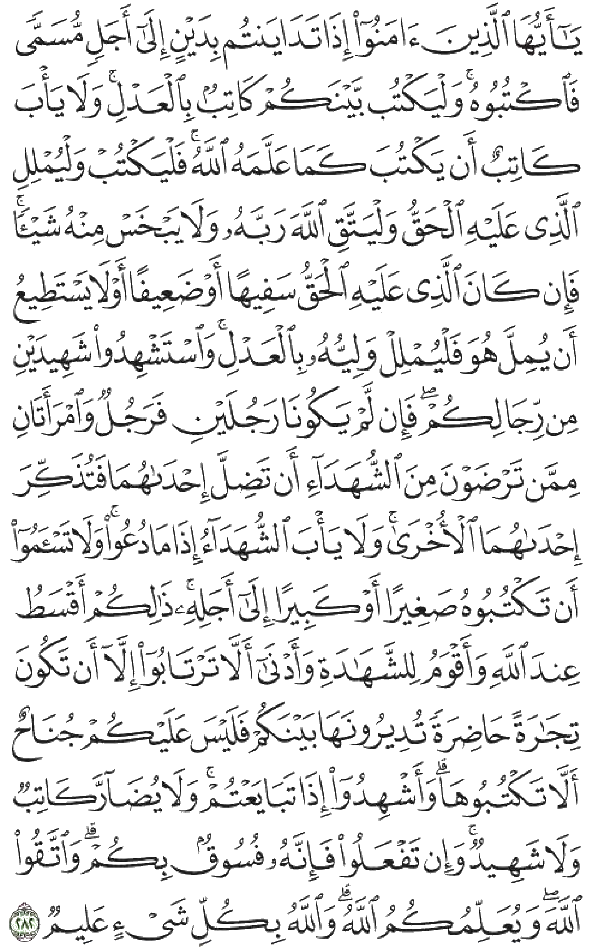 يَٰٓأَيُّهَا ٱلَّذِينَ ءَامَنُوٓا۟ إِذَا تَدَايَنتُم بِدَيْنٍ إِلَىٰٓ أَجَلٍ مُّسَمًّى
فَٱكْتُبُوهُ ۚ وَلْيَكْتُب بَّيْنَكُمْ كَاتِبٌۢ بِٱلْعَدْلِ ۚ وَلَا يَأْبَ
كَاتِبٌ أَن يَكْتُبَ كَمَا عَلَّمَهُ ٱللَّهُ ۚ فَلْيَكْتُبْ وَلْيُمْلِلِ
ٱلَّذِى عَلَيْهِ ٱلْحَقُّ وَلْيَتَّقِ ٱللَّهَ رَبَّهُۥ وَلَا يَبْخَسْ مِنْهُ شَيْـًٔا ۚ
فَإِن كَانَ ٱلَّذِى عَلَيْهِ ٱلْحَقُّ سَفِيهًا أَوْ ضَعِيفًا أَوْ لَا يَسْتَطِيعُ
أَن يُمِلَّ هُوَ فَلْيُمْلِلْ وَلِيُّهُۥ بِٱلْعَدْلِ ۚ وَٱسْتَشْهِدُوا۟ شَهِيدَيْنِ
مِن رِّجَالِكُمْ ۖ فَإِن لَّمْ يَكُونَا رَجُلَيْنِ فَرَجُلٌ وَٱمْرَأَتَانِ
مِمَّن تَرْضَوْنَ مِنَ ٱلشُّهَدَآءِ أَن تَضِلَّ إِحْدَىٰهُمَا فَتُذَكِّرَ
إِحْدَىٰهُمَا ٱلْأُخْرَىٰ ۚ وَلَا يَأْبَ ٱلشُّهَدَآءُ إِذَا مَا دُعُوا۟ ۚ وَلَا تَسْـَٔمُوٓا۟
أَن تَكْتُبُوهُ صَغِيرًا أَوْ كَبِيرًا إِلَىٰٓ أَجَلِهِۦ ۚ ذَٰلِكُمْ أَقْسَطُ
عِندَ ٱللَّهِ وَأَقْوَمُ لِلشَّهَٰدَةِ وَأَدْنَىٰٓ أَلَّا تَرْتَابُوٓا۟ ۖ إِلَّآ أَن تَكُونَ
تِجَٰرَةً حَاضِرَةً تُدِيرُونَهَا بَيْنَكُمْ فَلَيْسَ عَلَيْكُمْ جُنَاحٌ
أَلَّا تَكْتُبُوهَا ۗ وَأَشْهِدُوٓا۟ إِذَا تَبَايَعْتُمْ ۚ وَلَا يُضَآرَّ كَاتِبٌ
وَلَا شَهِيدٌ ۚ وَإِن تَفْعَلُوا۟ فَإِنَّهُۥ فُسُوقٌۢ بِكُمْ ۗ وَٱتَّقُوا۟
ٱللَّهَ ۖ وَيُعَلِّمُكُمُ ٱللَّهُ ۗ وَٱللَّهُ بِكُلِّ شَىْءٍ عَلِيمٌ ٢٨٢